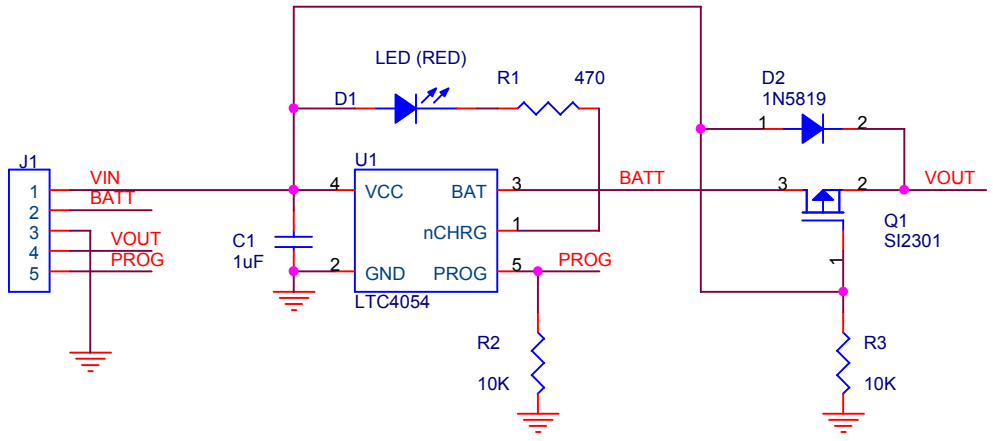 LED (RED)
D1
R1
470
D2
1N5819
1
2
J1
1
2
3
4
5
VIN
BATT
VOUT
PROG
U1
4
VCC
BAT
3
nCHRG
1
2
GND
PROG
5
LTC4054
C1
1uF
BATT
PROG
3
2
1
VOUT
Q1
SI2301
R2
10K
R3
10K